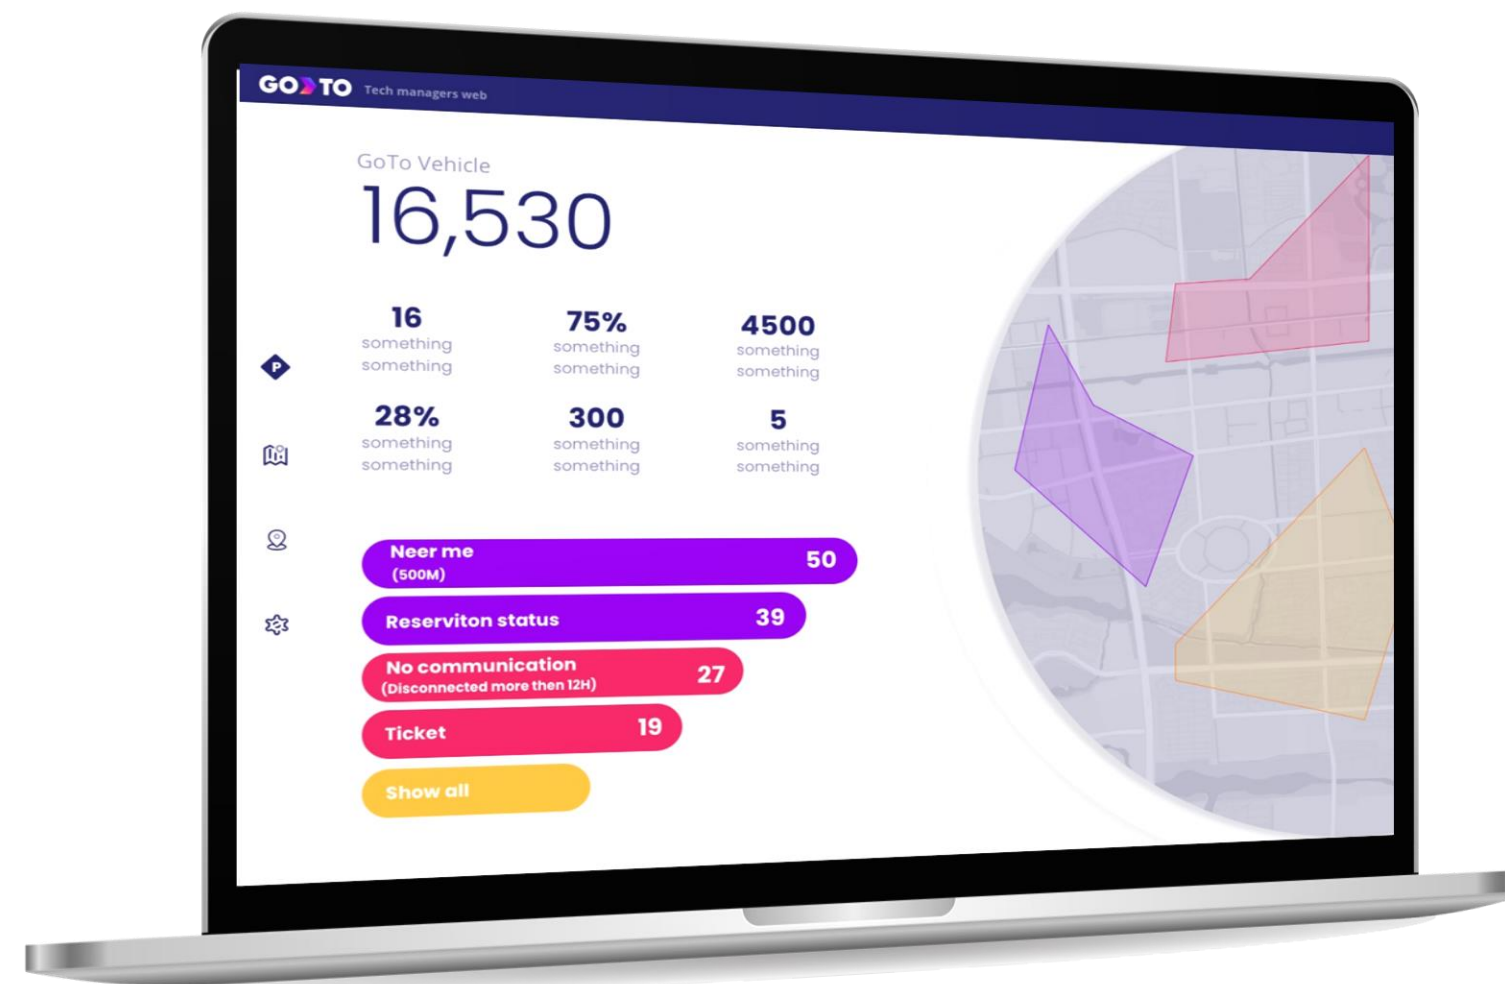 GO TO Tech managers web
GoTo Vehicle
16,530
16 75% 4500
something something something
something something something
28% 300 5
something something something
something something something
Neer me
(500M)
50
Reserviton status 39
No communication
(Disconnected more then 12H)
27
Ticket 19
Show all
P